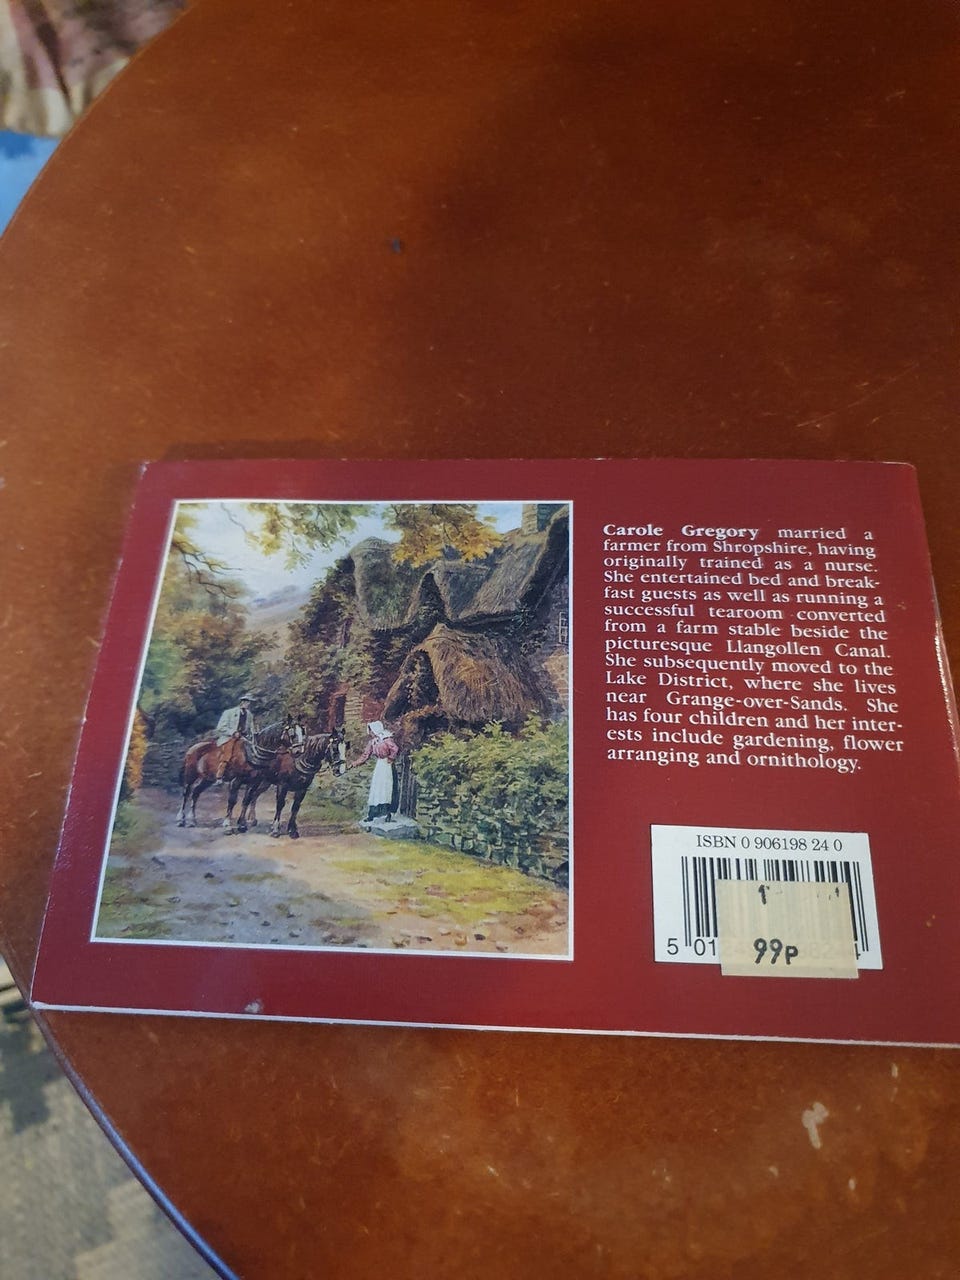 Carole Gregory married a
farmer from Shropshire, having
originally trained as a nurse.
She entertained bed and break-
fast guests as well as running a
successful tearoom converted
from a farm stable beside the
picturesque Llangollen Canal.
She subsequently moved to the
Lake District, where she lives
near Grange-over-Sands. She
has four children and her inter-
ests include gardening, flower
arranging and ornithology.
ISBN 0 906198 24 0
99P
5 01